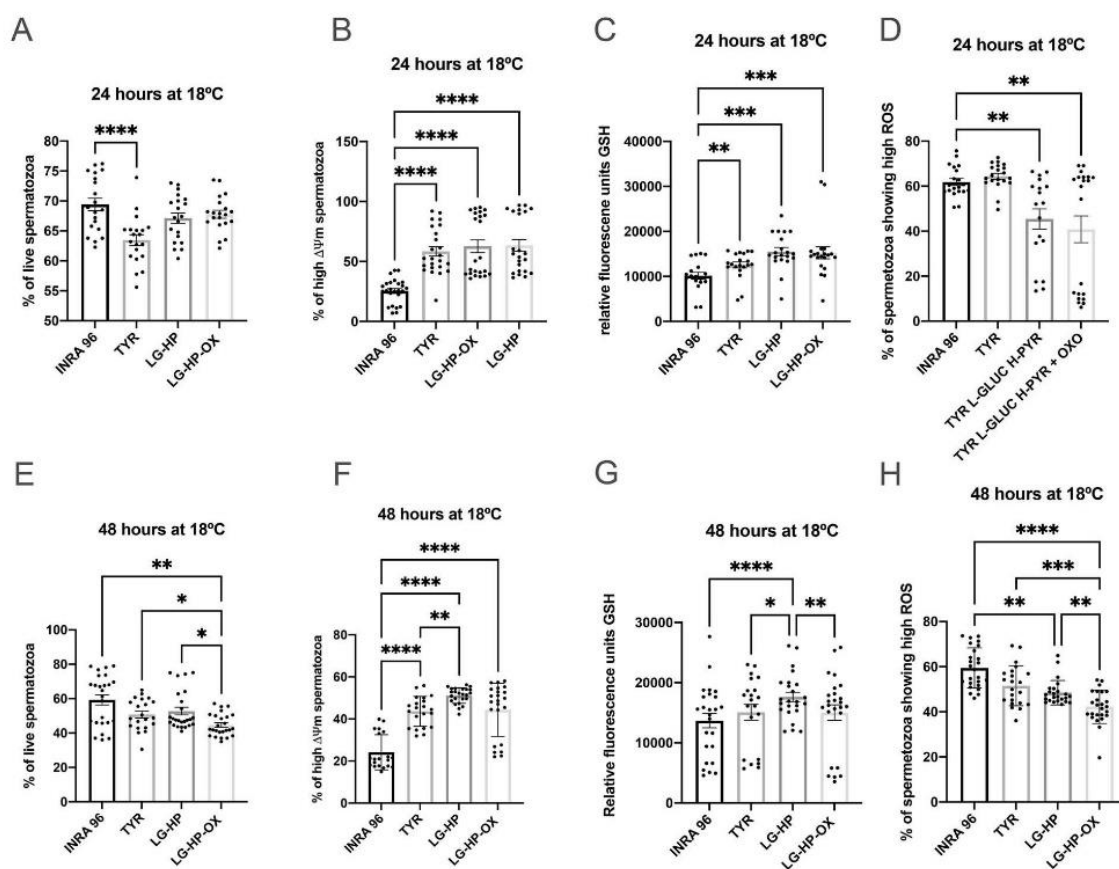 A
24 hours at 18ºC
% of live spermatozoa
80
75
70
65
60
55
50
****
INRA 96
TYR
LG-HP
LG-HP-OX
B
24 hours at 18ºC
% of high ΔΨm spermatozoa
150
100
50
0
****
****
****
INRA 96
TYR
LG-HP-OX
LG-HP
C
24 hours at 18ºC
relative fluorescene units GSH
40000
30000
20000
10000
0
***
***
**
INRA 96
TYR
LG-HP
LG-HP-OX
D
24 hours at 18ºC
% of spermetozoa showing high ROS
80
60
40
20
0
**
**
INRA 96
TYR
TYR L-GLUC H-PYR
TYR L-GLUC H-PYR + OXO
E
48 hours at 18ºC
% of live spermatozoa
100
80
60
40
20
0
**
*
*
INRA 96
TYR
LG-HP
LG-HP-OX
F
48 hours at 18ºC
% of high ΔΨm spermatozoa
80
60
40
20
0
****
****
**
****
INRA 96
TYR
LG-HP
LG-HP-OX
G
48 hours at 18ºC
Relative fluorescence units GSH
30000
20000
10000
0
****
*
**
INRA 96
TYR
LG-HP
LG-HP-OX
H
48 hours at 18ºC
% of spermetozoa showing high ROS
80
60
40
20
0
****
***
**
**
INRA 96
TYR
LG-HP
LG-HP-OX